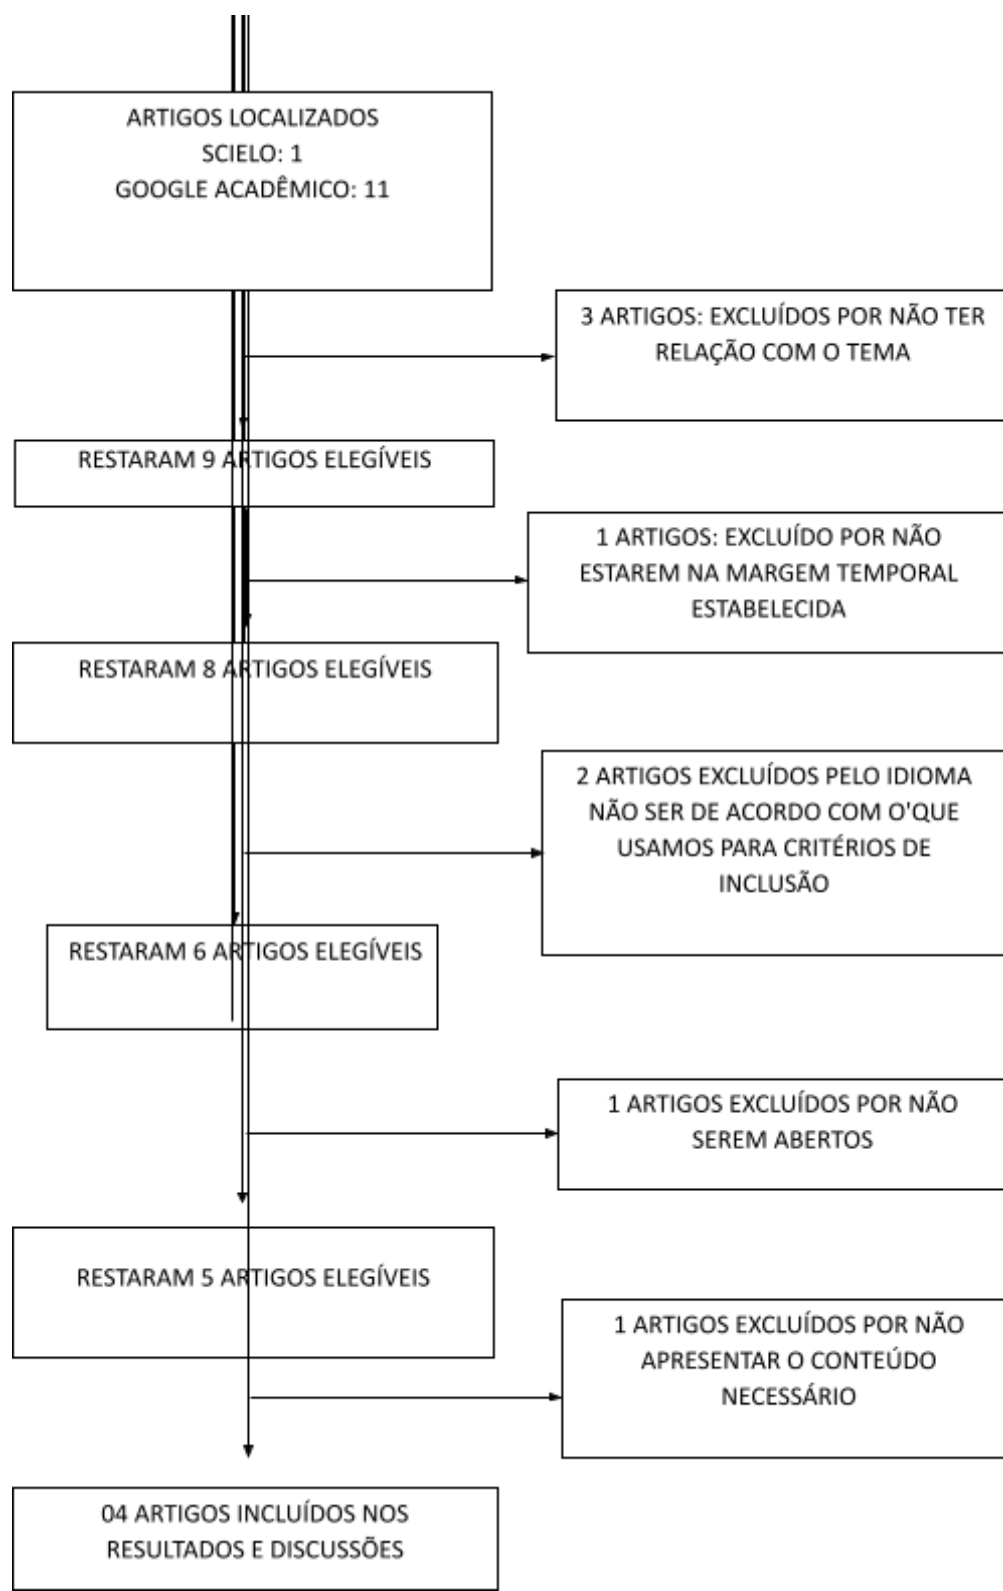 ARTIGOS LOCALIZADOS
SCIELO: 1
GOOGLE ACADÊMICO: 11
3 ARTIGOS: EXCLUÍDOS POR NÃO TER
RELAÇÃO COM O TEMA
RESTARAM 9 ARTIGOS ELEGÍVEIS
1 ARTIGOS: EXCLUÍDO POR NÃO
ESTAREM NA MARGEM TEMPORAL
ESTABELECIDA
RESTARAM 8 ARTIGOS ELEGÍVEIS
2 ARTIGOS EXCLUÍDOS PELO IDIOMA
NÃO SER DE ACORDO COM O'QUE
USAMOS PARA CRITÉRIOS DE
INCLUSÃO
RESTARAM 6 ARTIGOS ELEGÍVEIS
1 ARTIGOS EXCLUÍDOS POR NÃO
SEREM ABERTOS
RESTARAM 5 ARTIGOS ELEGÍVEIS
1 ARTIGOS EXCLUÍDOS POR NÃO
APRESENTAR O CONTEÚDO
NECESSÁRIO
04 ARTIGOS INCLUÍDOS NOS
RESULTADOS E DISCUSSÕES